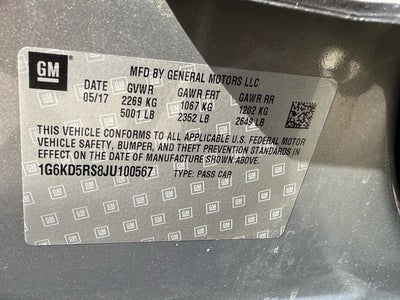 GM
MFD BY GENERAL MOTORS LLC
DATE GVWR GAWR FRT GAWR RR
05/17 2269 KG 1067 KG 1202 KG
5001 LB 2352 LB 2649 LB
THIS VEHICLE CONFORMS TO ALL APPLICABLE U.S. FEDERAL MOTOR
VEHICLE SAFETY, BUMPER, AND THEFT PREVENTION STANDARDS IN
EFFECT ON THE DATE OF MANUFACTURE SHOWN ABOVE.
1G6KD5RS8JU100567 TYPE: PASS CAR